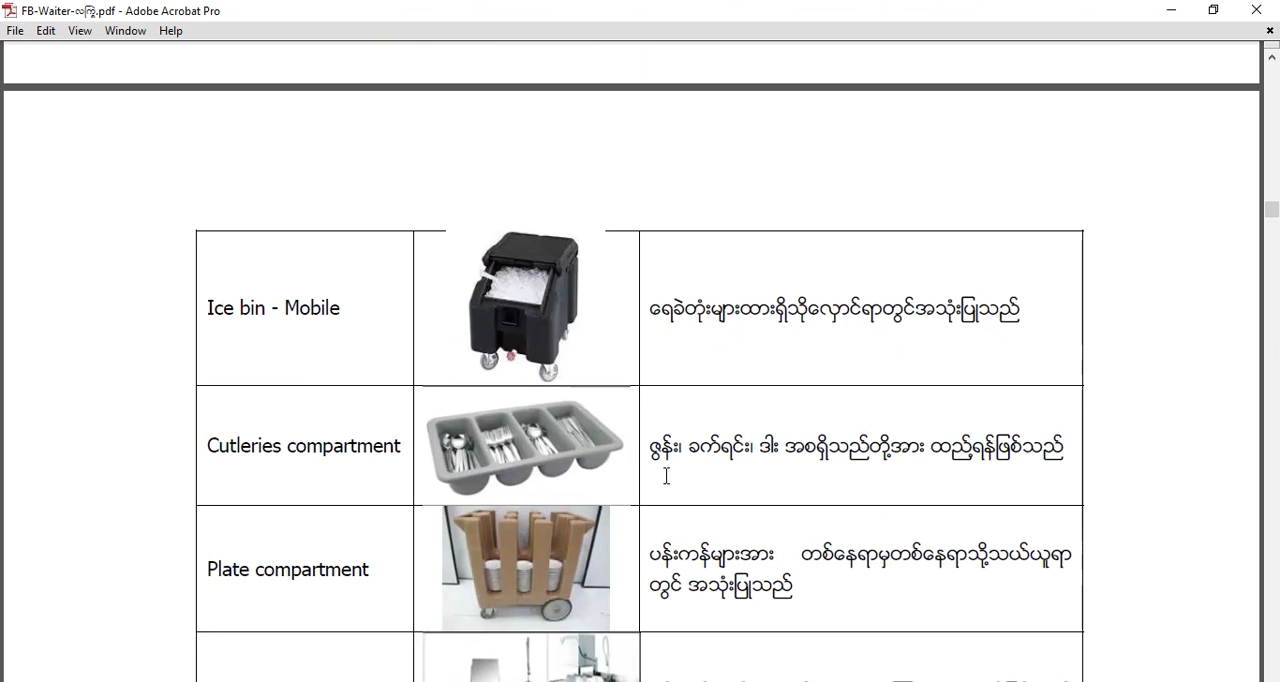 FB-Waiter-လကြွ.pdf - Adobe Acrobat Pro
File Edit View Window Help
Ice bin - Mobile
ရေခဲတုံးများထားရှိသိုလှောင်ရာတွင်အသုံးပြုသည်
Cutleries compartment
ဇွန်း၊ ခက်ရင်း၊ ဒါး အစရှိသည်တို့အား ထည့်ရန်ဖြစ်သည်
Plate compartment
ပန်းကန်များအား တစ်နေရာမှတစ်နေရာသို့သယ်ယူရာ
တွင် အသုံးပြုသည်